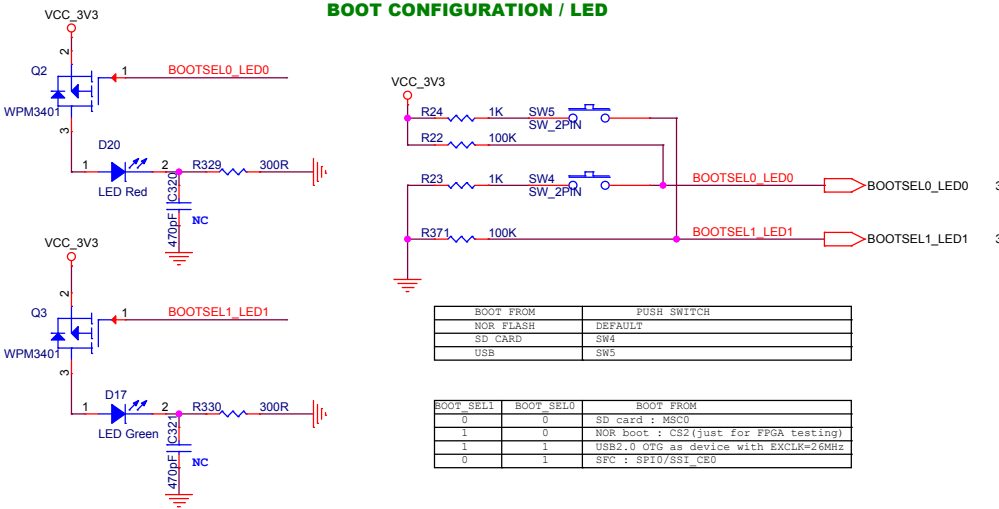 BOOT CONFIGURATION / LED
VCC_3V3
2
Q2
1
BOOTSEL0_LED0
WPM3401
3
D20
1
2
R329
300R
LED Red
C320
470pF
NC
VCC_3V3
2
Q3
1
BOOTSEL1_LED1
WPM3401
3
D17
1
2
R330
300R
LED Green
C321
470pF
NC
VCC_3V3
R24
1K
SW5
SW_2PIN
R22
100K
R23
1K
SW4
SW_2PIN
BOOTSEL0_LED0
BOOTSEL0_LED0
3
R371
100K
BOOTSEL1_LED1
BOOTSEL1_LED1
3
BOOT FROM PUSH SWITCH
NOR FLASH DEFAULT
SD CARD SW4
USB SW5
BOOT_SEL1 BOOT_SEL0 BOOT FROM
0 0 SD card : MSC0
1 0 NOR boot : CS2(just for FPGA testing)
1 1 USB2.0 OTG as device with EXCLK=26MHz
0 1 SFC : SPI0/SSI_CE0